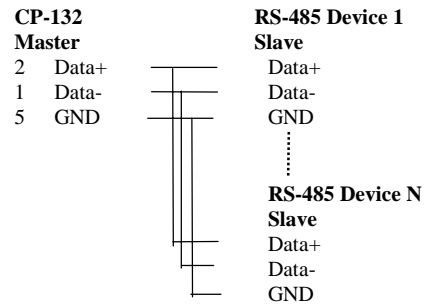 CP-132 RS-485 Device 1
Master Slave
2 Data+ Data+
1 Data- Data-
5 GND GND
RS-485 Device N
Slave
Data+
Data-
GND